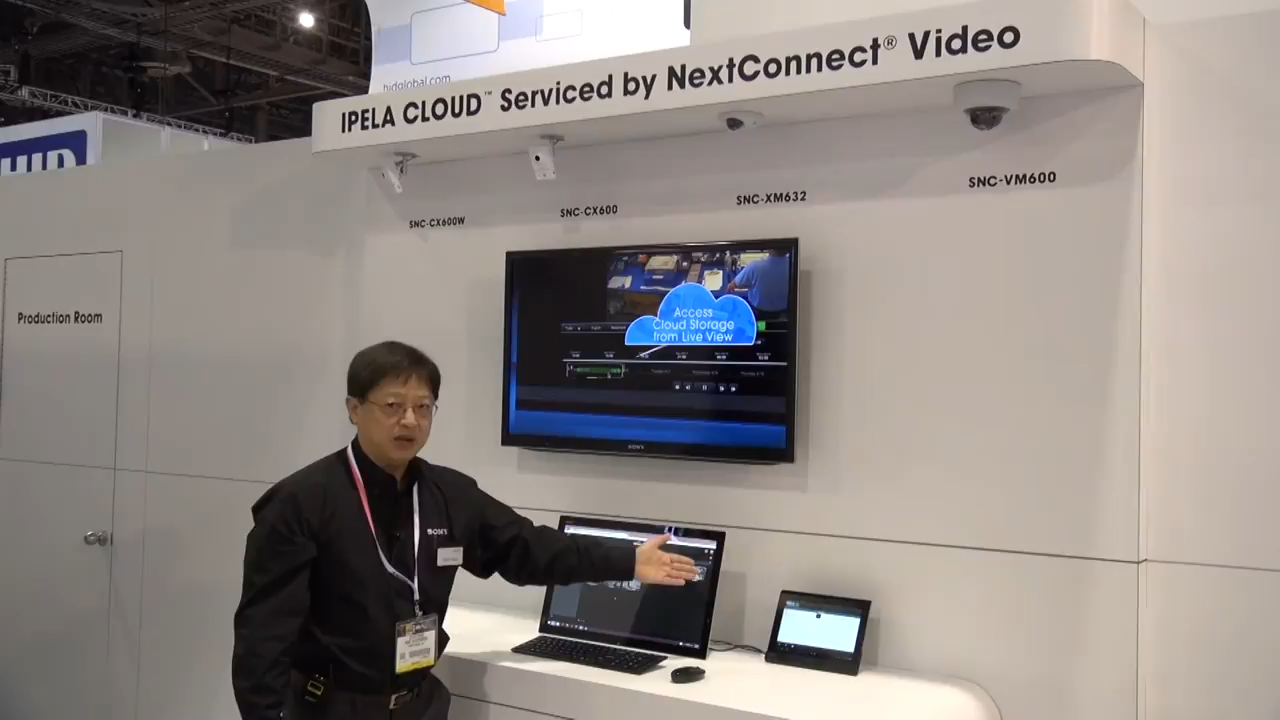 hidglobal.com
IPELA CLOUD™ Serviced by NextConnect® Video
HID
SNC-CX600W
SNC-CX600
SNC-XM632
SNC-VM600
Production Room
Access
Cloud Storage
from Live View
SONY
SONY